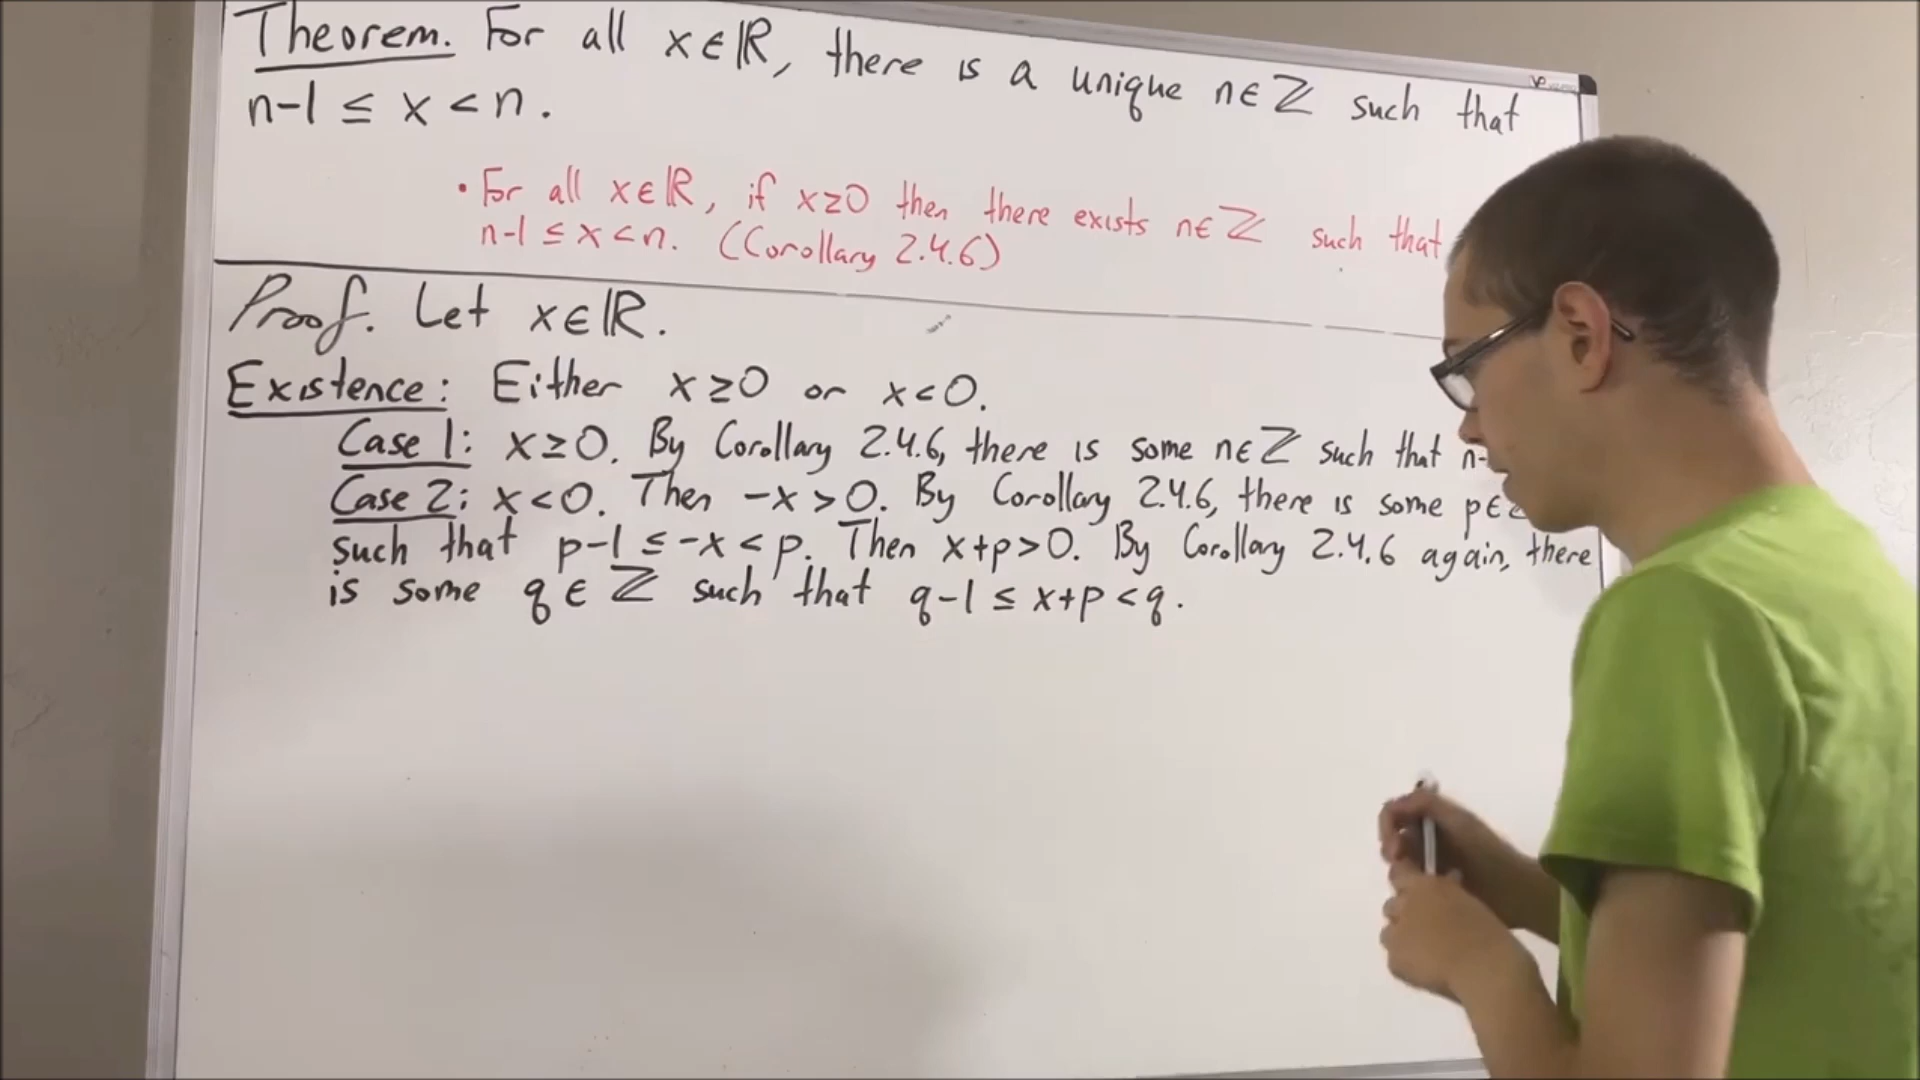 Theorem. For all x∈ℝ, there is a unique n∈ℤ such that
n-1 ≤ x < n.
• For all x∈ℝ, if x≥0 then there exists n∈ℤ such that
n-1 ≤ x < n. (Corollary 2.4.6)
Proof. Let x∈ℝ.
Existence: Either x≥0 or x<0.
Case 1: x≥0. By Corollary 2.4.6, there is some n∈ℤ such that n-
Case 2: x<0. Then -x>0. By Corollary 2.4.6, there is some p∈
such that p-1 ≤ -x < p. Then x+p>0. By Corollary 2.4.6 again, there
is some q∈ℤ such that q-1 ≤ x+p < q.